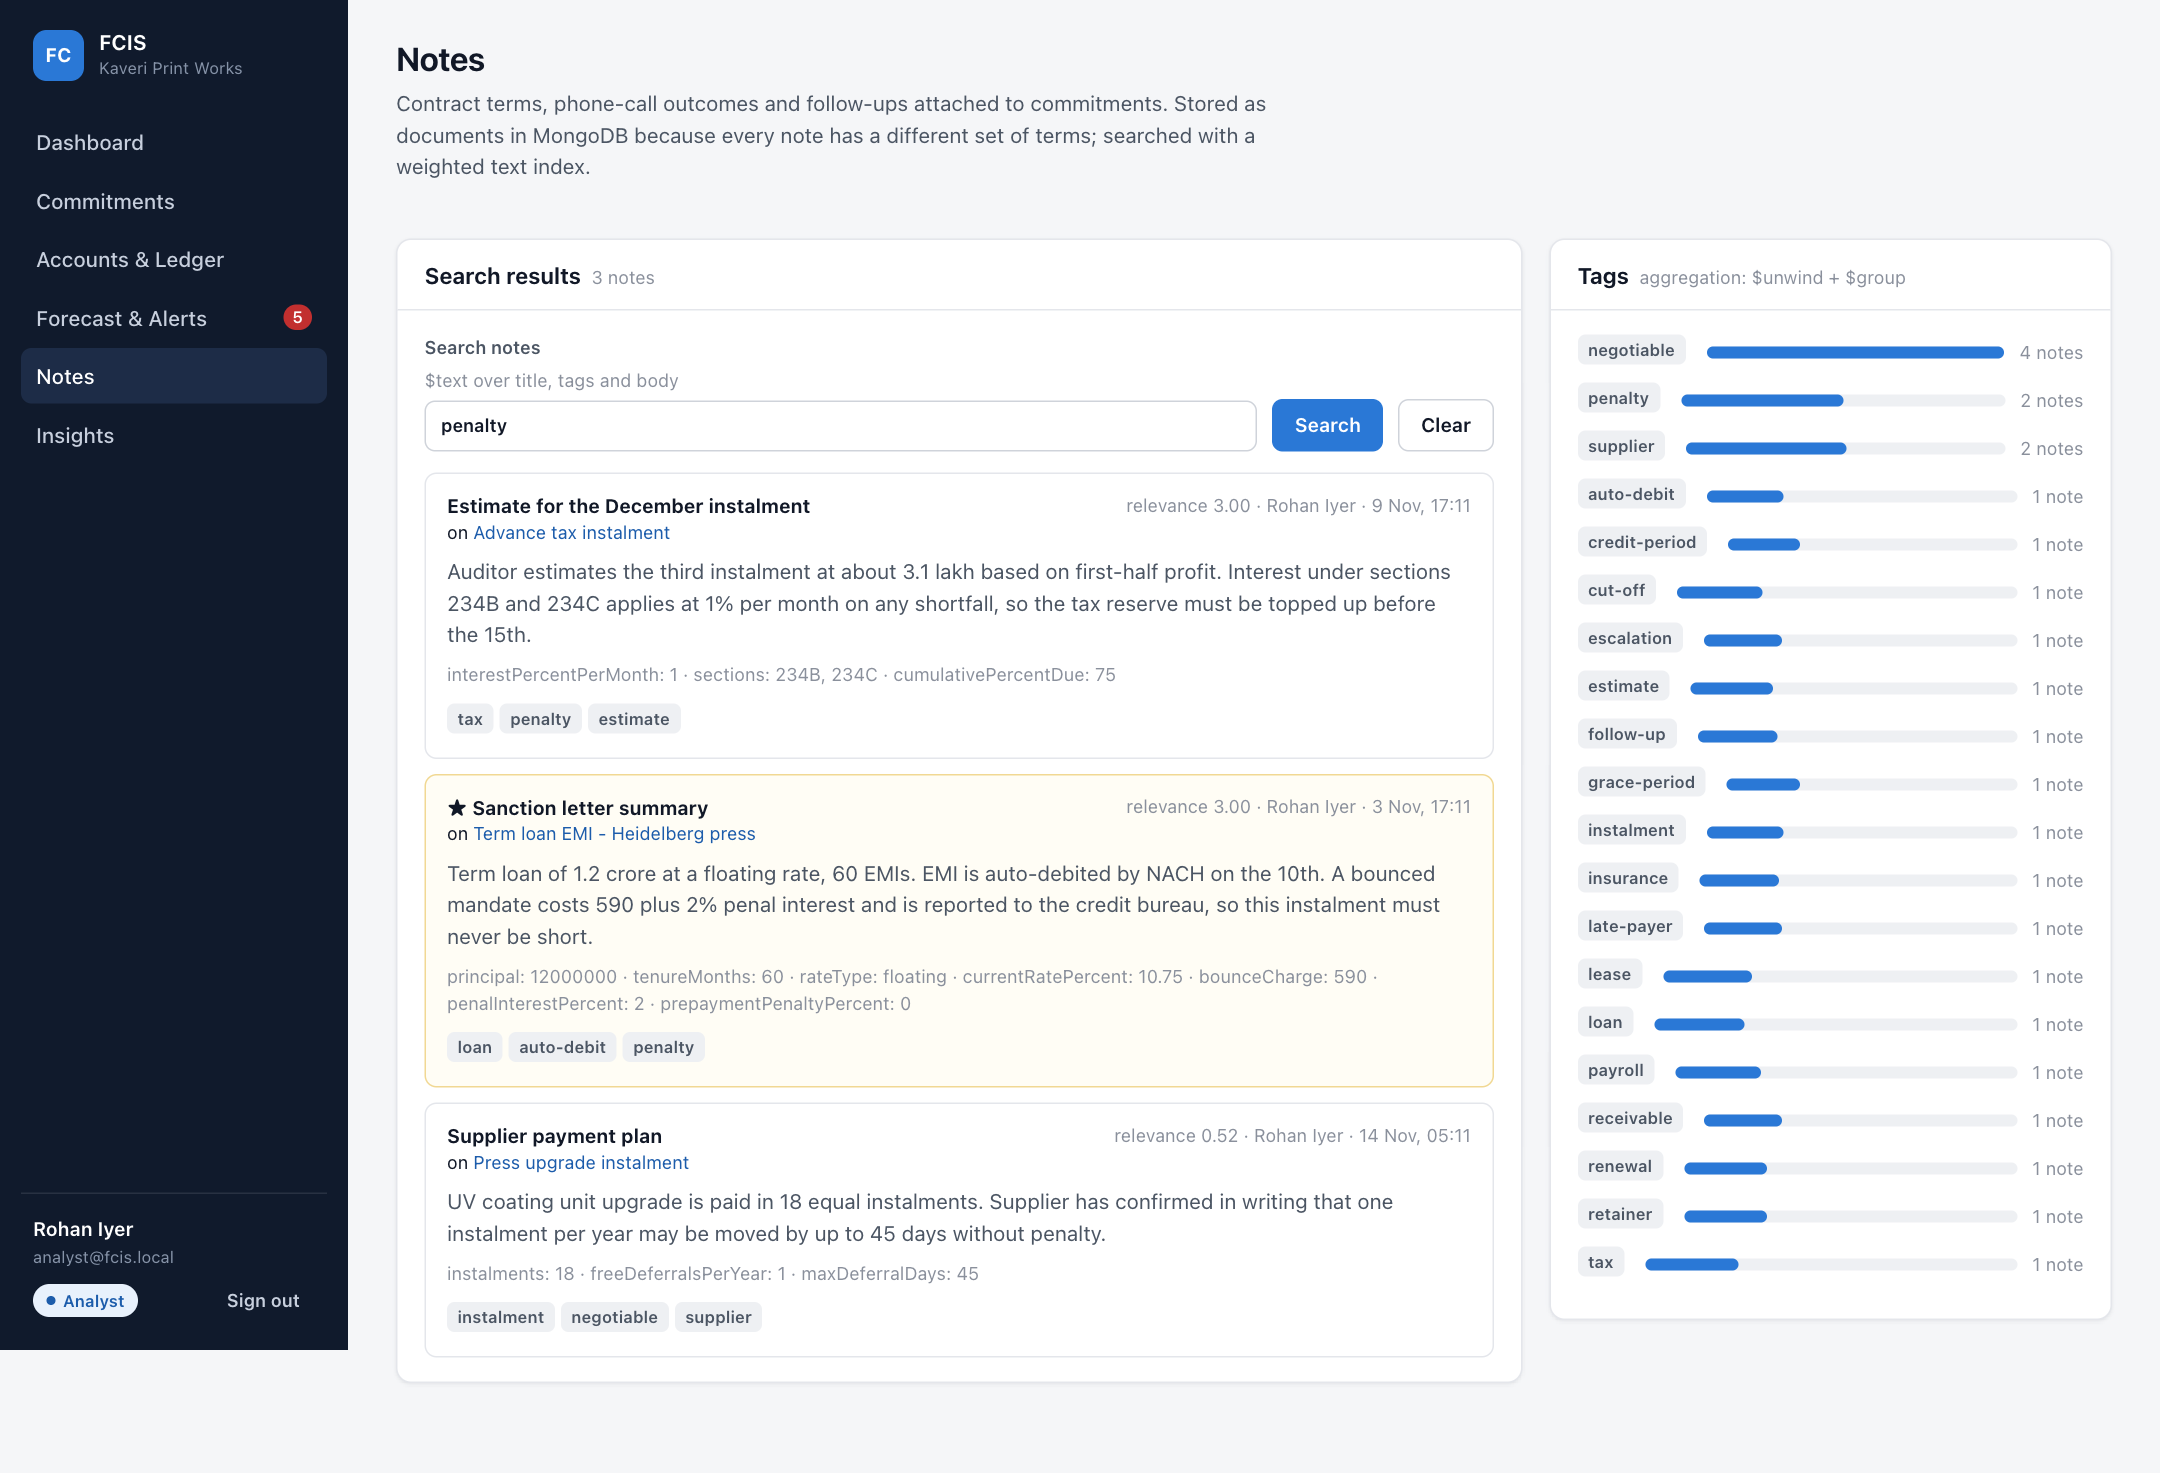 FC
FCIS
Kaveri Print Works
Dashboard
Commitments
Accounts & Ledger
Forecast & Alerts 5
Notes
Insights
Rohan Iyer
analyst@fcis.local
Analyst
Sign out
Notes
Contract terms, phone-call outcomes and follow-ups attached to commitments. Stored as
documents in MongoDB because every note has a different set of terms; searched with a
weighted text index.
Search results 3 notes
Search notes
$text over title, tags and body
penalty Search Clear
Estimate for the December instalment relevance 3.00 · Rohan Iyer · 9 Nov, 17:11
on Advance tax instalment
Auditor estimates the third instalment at about 3.1 lakh based on first-half profit. Interest under sections
234B and 234C applies at 1% per month on any shortfall, so the tax reserve must be topped up before
the 15th.
interestPercentPerMonth: 1 · sections: 234B, 234C · cumulativePercentDue: 75
tax penalty estimate
★ Sanction letter summary relevance 3.00 · Rohan Iyer · 3 Nov, 17:11
on Term loan EMI - Heidelberg press
Term loan of 1.2 crore at a floating rate, 60 EMIs. EMI is auto-debited by NACH on the 10th. A bounced
mandate costs 590 plus 2% penal interest and is reported to the credit bureau, so this instalment must
never be short.
principal: 12000000 · tenureMonths: 60 · rateType: floating · currentRatePercent: 10.75 · bounceCharge: 590 ·
penalInterestPercent: 2 · prepaymentPenaltyPercent: 0
loan auto-debit penalty
Supplier payment plan relevance 0.52 · Rohan Iyer · 14 Nov, 05:11
on Press upgrade instalment
UV coating unit upgrade is paid in 18 equal instalments. Supplier has confirmed in writing that one
instalment per year may be moved by up to 45 days without penalty.
instalments: 18 · freeDeferralsPerYear: 1 · maxDeferralDays: 45
instalment negotiable supplier
Tags aggregation: $unwind + $group
negotiable 4 notes
penalty 2 notes
supplier 2 notes
auto-debit 1 note
credit-period 1 note
cut-off 1 note
escalation 1 note
estimate 1 note
follow-up 1 note
grace-period 1 note
instalment 1 note
insurance 1 note
late-payer 1 note
lease 1 note
loan 1 note
payroll 1 note
receivable 1 note
renewal 1 note
retainer 1 note
tax 1 note